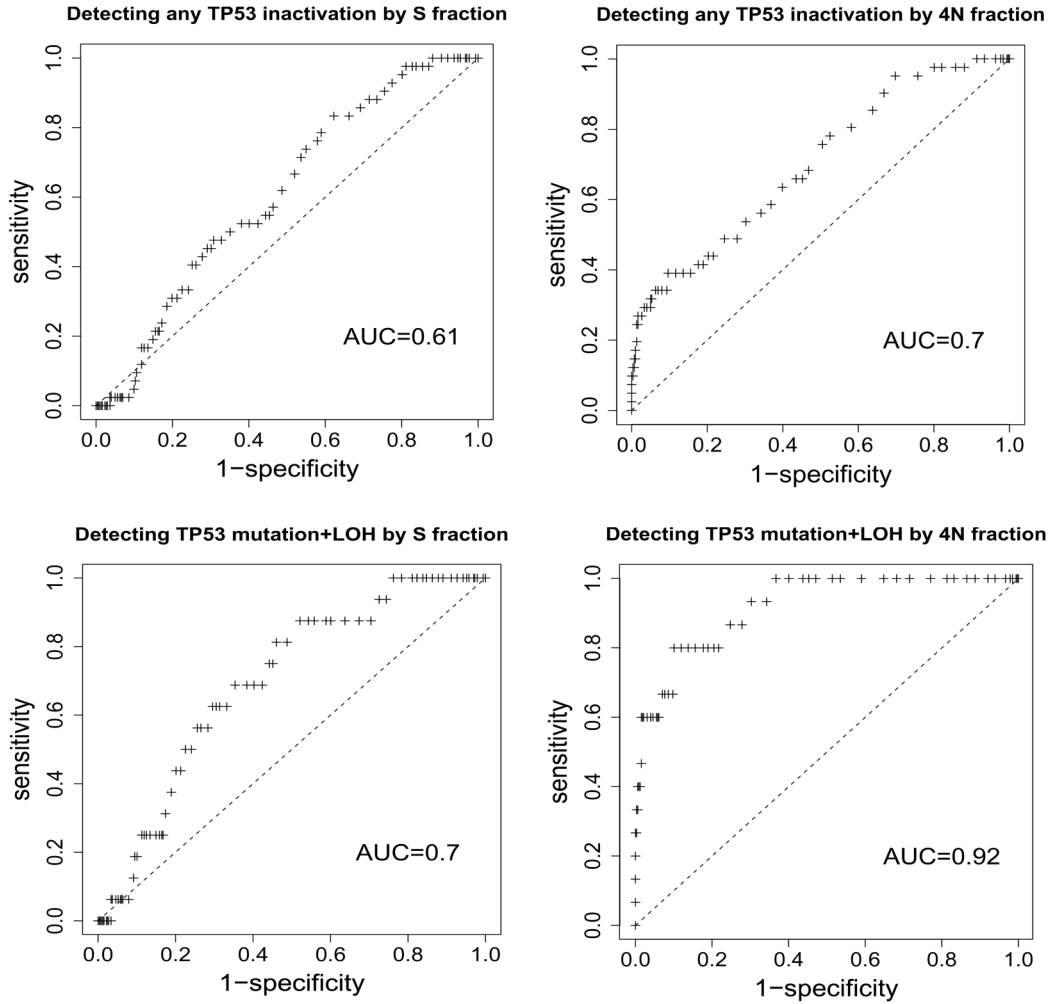 Detecting any TP53 inactivation by S fraction
sensitivity
0.0 0.2 0.4 0.6 0.8 1.0
AUC=0.61
0.0 0.2 0.4 0.6 0.8 1.0
1−specificity
Detecting any TP53 inactivation by 4N fraction
sensitivity
0.0 0.2 0.4 0.6 0.8 1.0
AUC=0.7
0.0 0.2 0.4 0.6 0.8 1.0
1−specificity
Detecting TP53 mutation+LOH by S fraction
sensitivity
0.0 0.2 0.4 0.6 0.8 1.0
AUC=0.7
0.0 0.2 0.4 0.6 0.8 1.0
1−specificity
Detecting TP53 mutation+LOH by 4N fraction
sensitivity
0.0 0.2 0.4 0.6 0.8 1.0
AUC=0.92
0.0 0.2 0.4 0.6 0.8 1.0
1−specificity